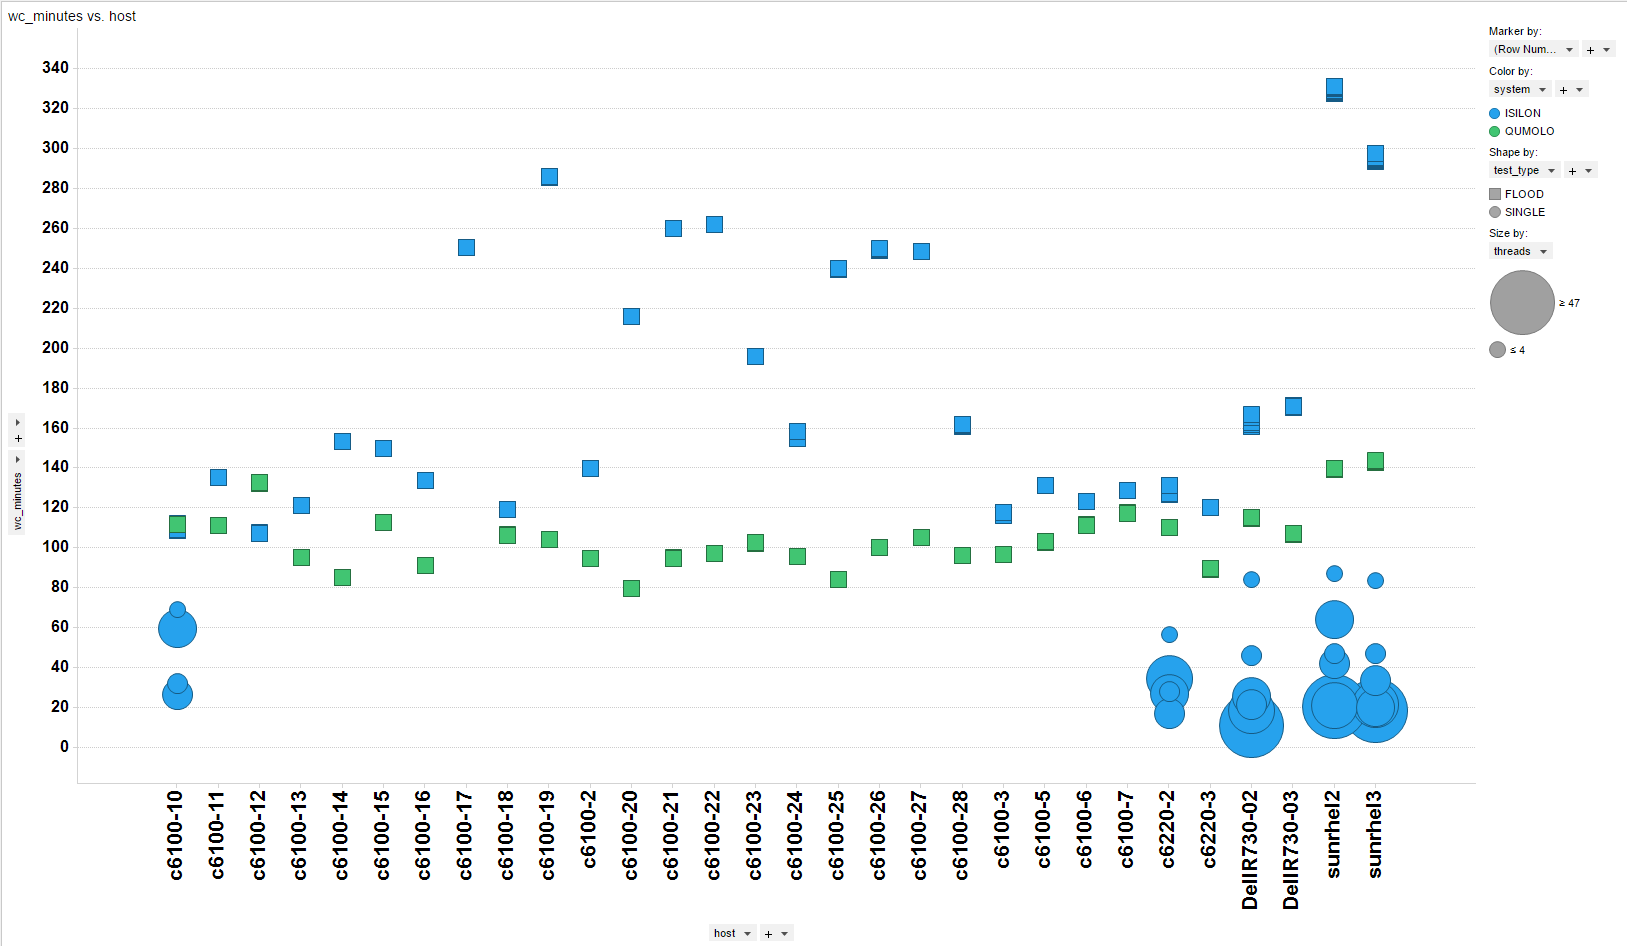 wc_minutes vs. host
340
320
300
280
260
240
220
200
180
160
140
120
100
80
60
40
20
0
+
wc_minutes
c6100-10
c6100-11
c6100-12
c6100-13
c6100-14
c6100-15
c6100-16
c6100-17
c6100-18
c6100-19
c6100-2
c6100-20
c6100-21
c6100-22
c6100-23
c6100-24
c6100-25
c6100-26
c6100-27
c6100-28
c6100-3
c6100-5
c6100-6
c6100-7
c6220-2
c6220-3
DellR730-02
DellR730-03
sunrhel2
sunrhel3
host +
Marker by:
(Row Num... +
Color by:
system +
ISILON
QUMOLO
Shape by:
test_type +
FLOOD
SINGLE
Size by:
threads
≥ 47
≤ 4